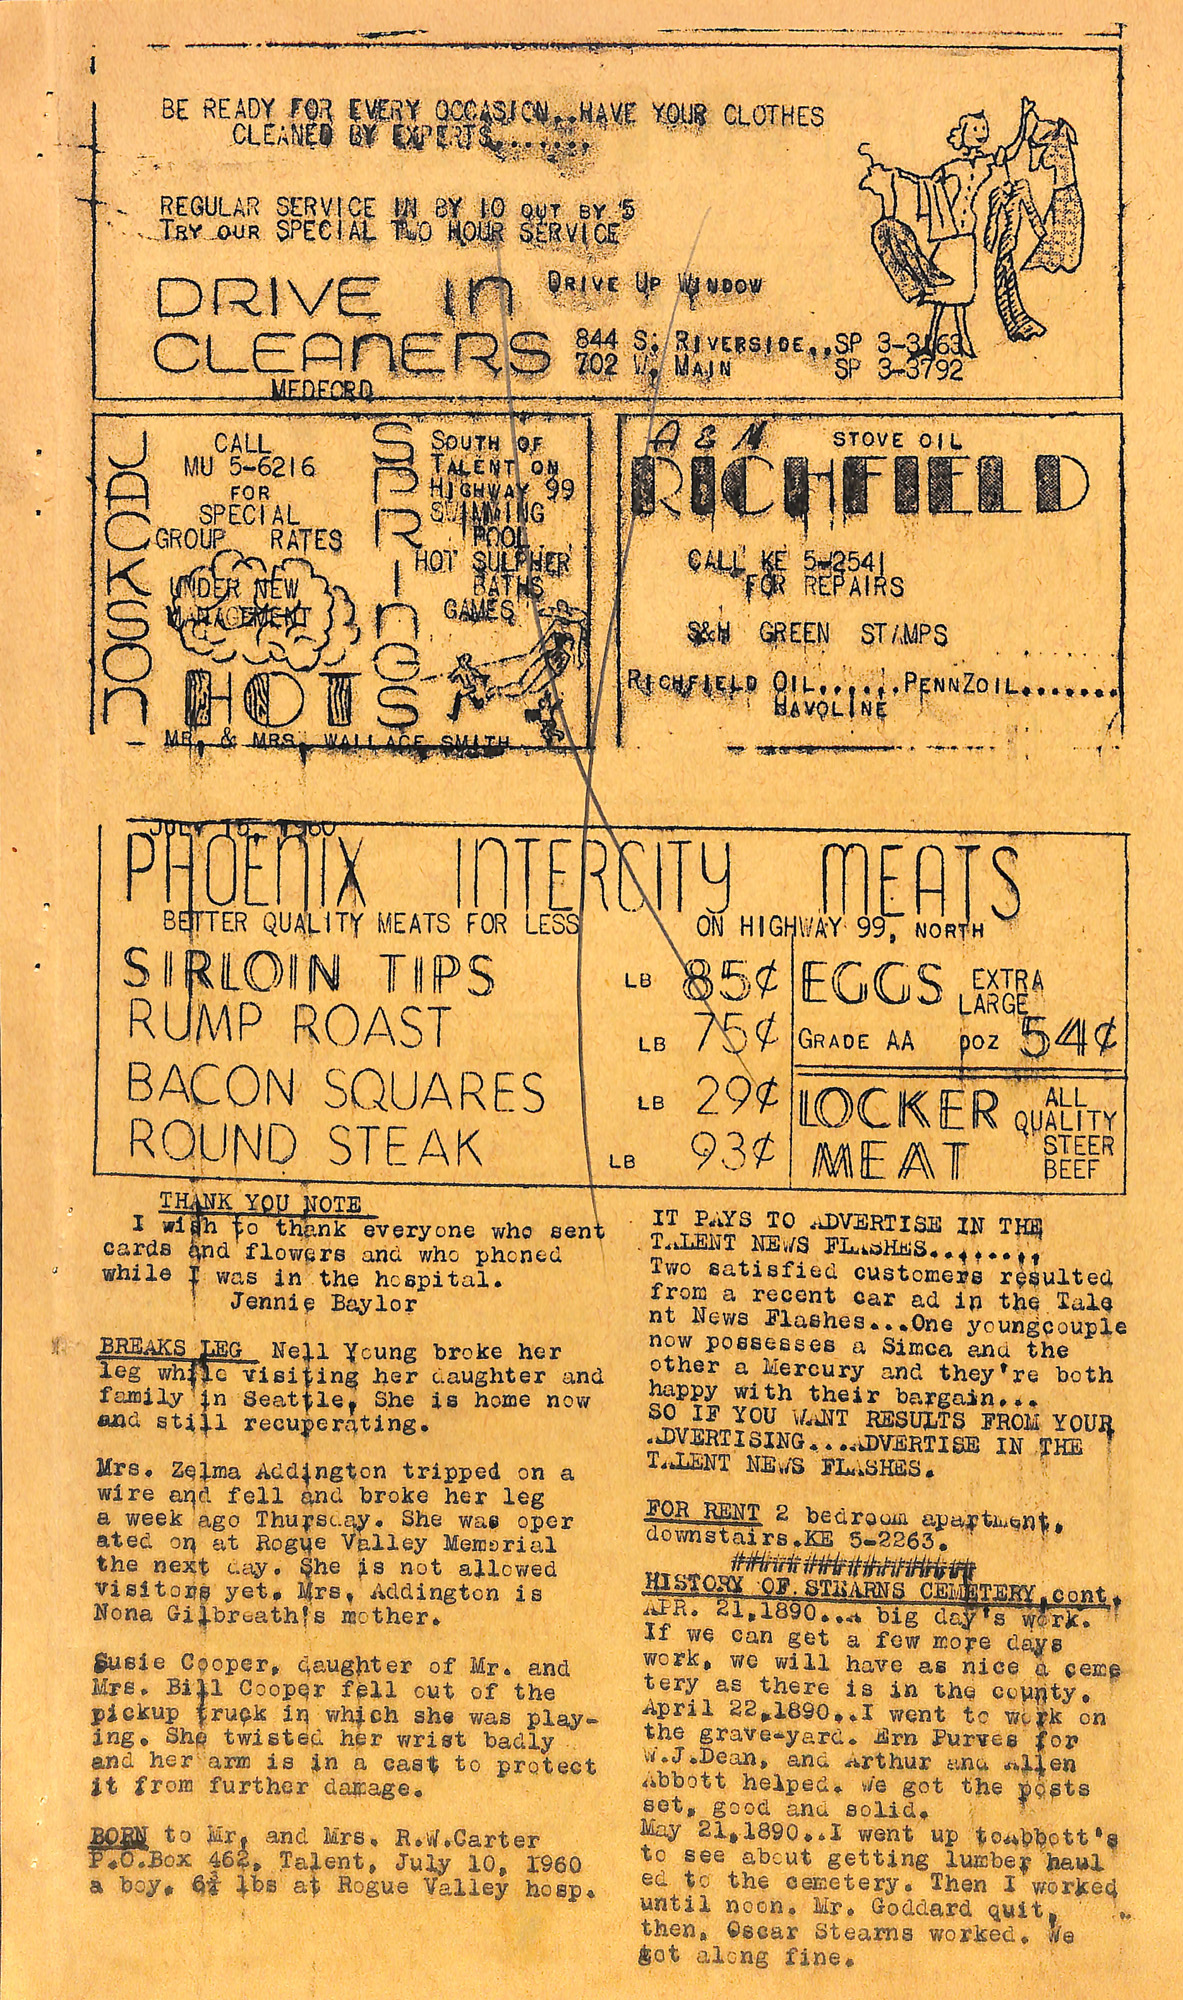 BE READY FOR EVERY OCCASION..HAVE YOUR CLOTHES
CLEANED BY EXPERTS.......
REGULAR SERVICE IN BY 10 OUT BY 5
TRY OUR SPECIAL TWO HOUR SERVICE
DRIVE IN
CLEANERS
MEDFORD
DRIVE UP WINDOW
844 S. RIVERSIDE..SP 3-3163
702 W. MAIN SP 3-3792
JACKSON
HOT
SPRINGS
CALL
MU 5-6216
FOR
SPECIAL
GROUP RATES
UNDER NEW
MANAGEMENT
SOUTH OF
TALENT ON
HIGHWAY 99
SWIMMING
POOL
HOT SULPHER
BATHS
GAMES
MR. & MRS. WALLACE SMITH
A & N
STOVE OIL
RICHFIELD
CALL KE 5-2541
FOR REPAIRS
S&H GREEN STAMPS
RICHFIELD OIL......PENNZOIL.......
HAVOLINE
JULY 15, 1960
PHOENIX INTERCITY MEATS
BETTER QUALITY MEATS FOR LESS ON HIGHWAY 99, NORTH
SIRLOIN TIPS LB 85¢
RUMP ROAST LB 75¢
BACON SQUARES LB 29¢
ROUND STEAK LB 93¢
EGGS EXTRA
LARGE
GRADE AA DOZ 54¢
LOCKER
MEAT
ALL
QUALITY
STEER
BEEF
THANK YOU NOTE
I wish to thank everyone who sent
cards and flowers and who phoned
while I was in the hospital.
Jennie Baylor
BREAKS LEG Nell Young broke her
leg while visiting her daughter and
family in Seattle, She is home now
and still recuperating.
Mrs. Zelma Addington tripped on a
wire and fell and broke her leg
a week ago Thursday. She was oper
ated on at Rogue Valley Memorial
the next day. She is not allowed
visitors yet. Mrs. Addington is
Nona Gilbreath's mother.
Susie Cooper, daughter of Mr. and
Mrs. Bill Cooper fell out of the
pickup truck in which she was play-
ing. She twisted her wrist badly
and her arm is in a cast to protect
it from further damage.
BORN to Mr, and Mrs. R.W.Carter
P.O.Box 462, Talent, July 10, 1960
a boy. 6½ lbs at Rogue Valley hosp.
IT PAYS TO ADVERTISE IN THE
TALENT NEWS FLASHES........
Two satisfied customers resulted
from a recent car ad in the Tale
nt News Flashes...One youngcouple
now possesses a Simca and the
other a Mercury and they're both
happy with their bargain...
SO IF YOU WANT RESULTS FROM YOUR
ADVERTISING....ADVERTISE IN THE
TALENT NEWS FLASHES.
FOR RENT 2 bedroom apartment,
downstairs.KE 5-2263.
#################
HISTORY OF STEARNS CEMETERY,cont.
APR. 21,1890...A big day's work.
If we can get a few more days
work, we will have as nice a ceme
tery as there is in the county.
April 22,1890..I went to work on
the grave-yard. Ern Purves for
W.J.Dean, and Arthur and Allen
Abbott helped. We got the posts
set, good and solid.
May 21,1890..I went up toAbbott's
to see about getting lumber haul
ed to the cemetery. Then I worked
until noon. Mr. Goddard quit,
then, Oscar Stearns worked. We
got along fine.